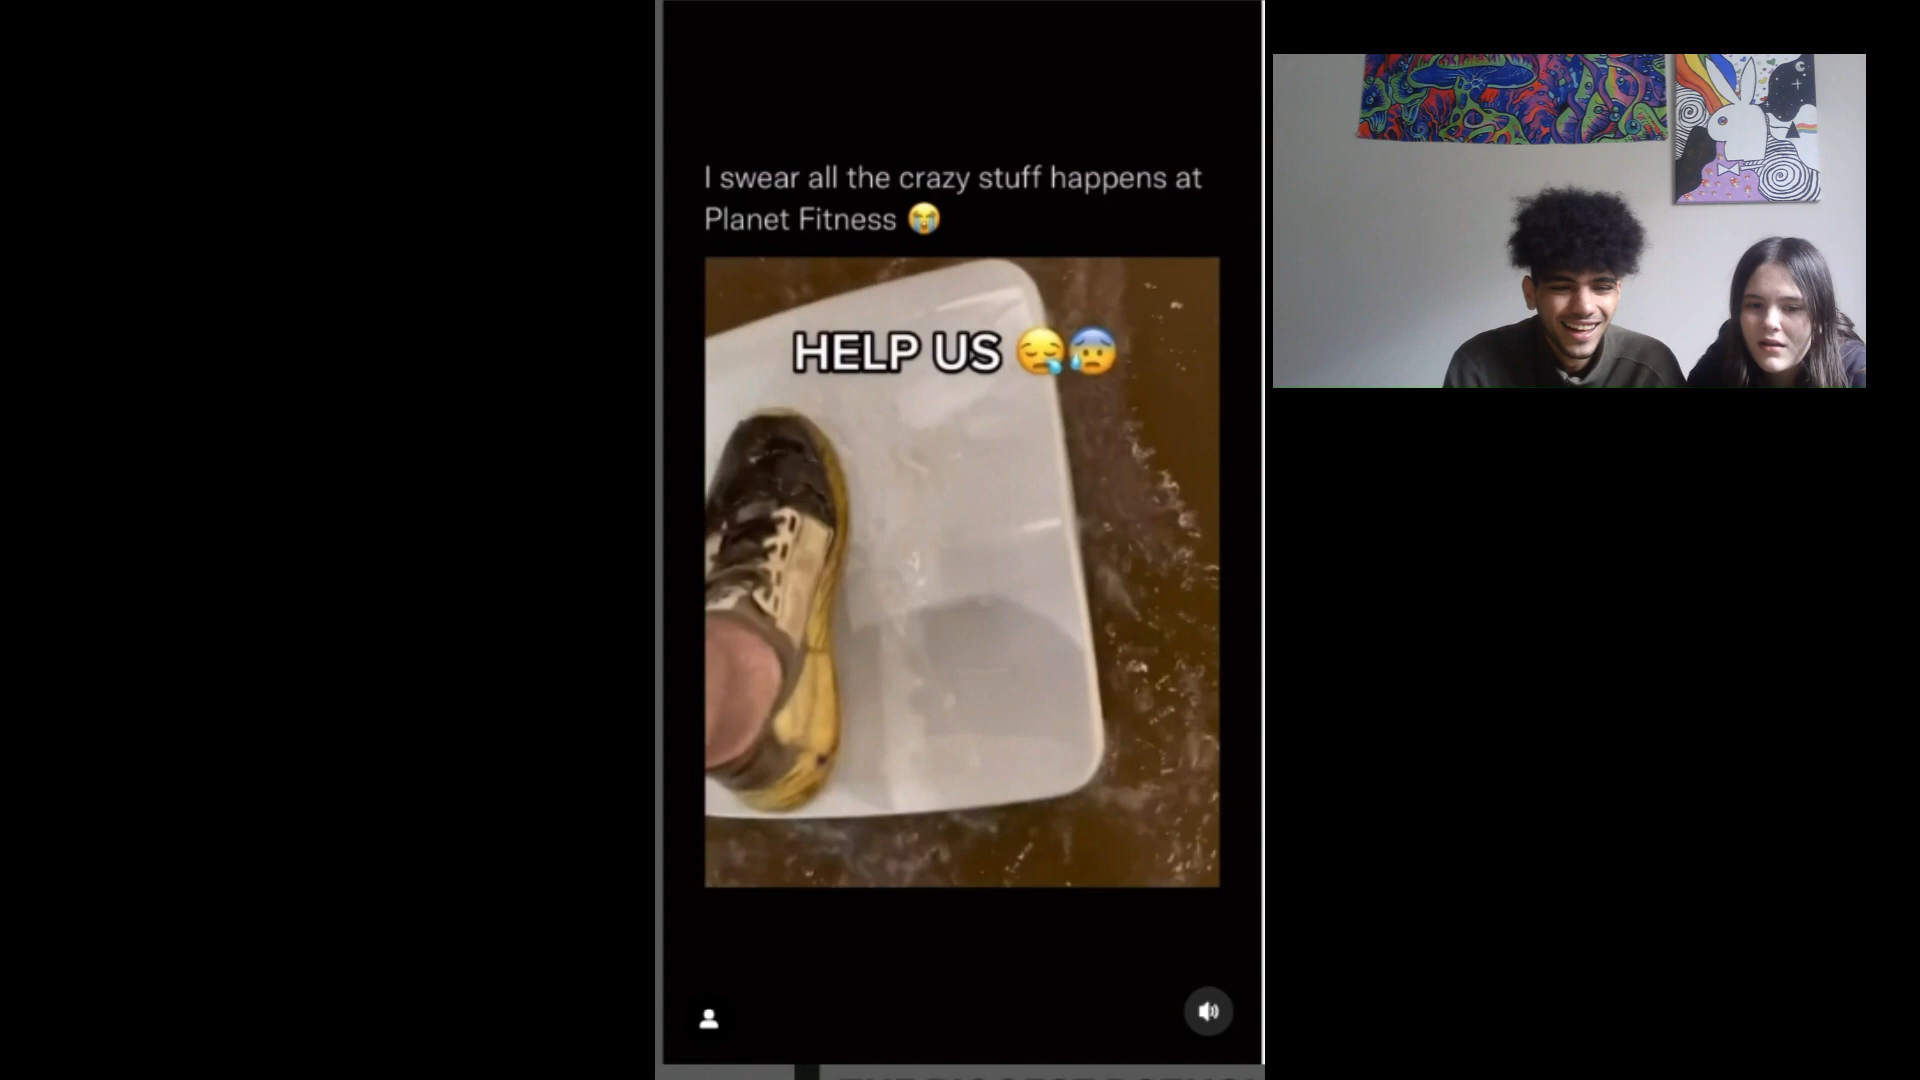 I swear all the crazy stuff happens at
Planet Fitness 😭
HELP US 😪😰